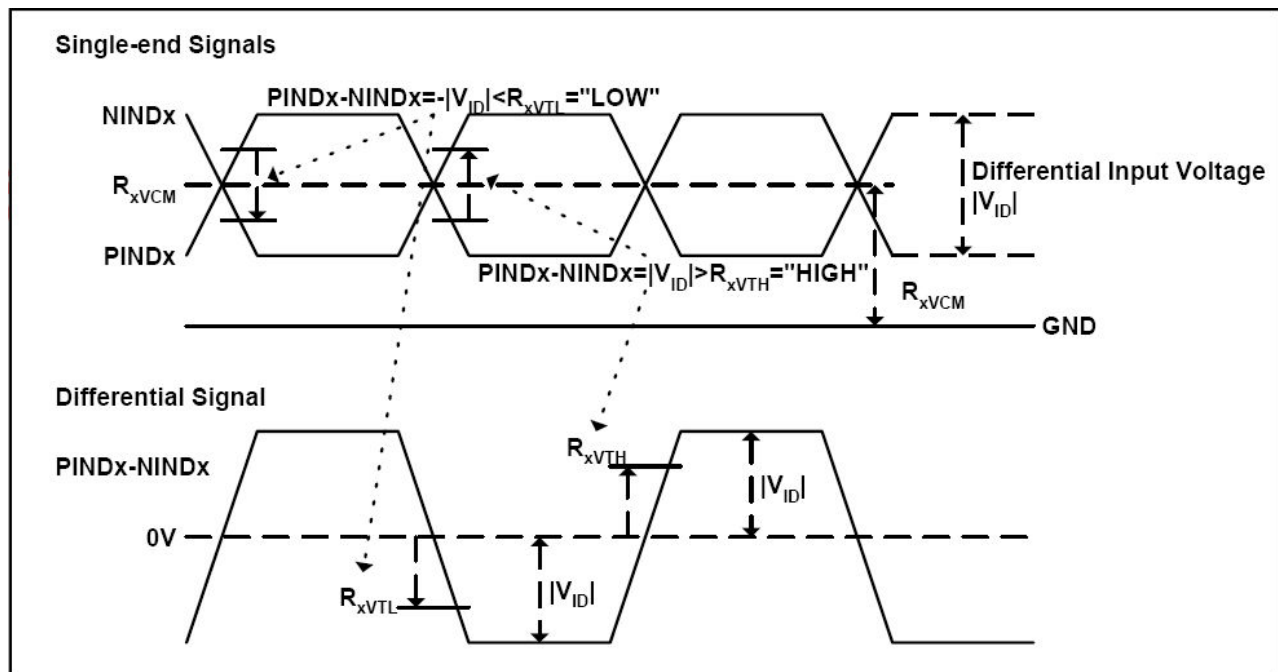 Single-end Signals
PINDx-NINDx=-|VID|<RxVTL="LOW"
NINDx
RxVCM
Differential Input Voltage
|VID|
PINDx
PINDx-NINDx=|VID|>RxVTH="HIGH"
RxVCM
GND
Differential Signal
RxVTH
PINDx-NINDx
|VID|
0V
RxVTL
|VID|